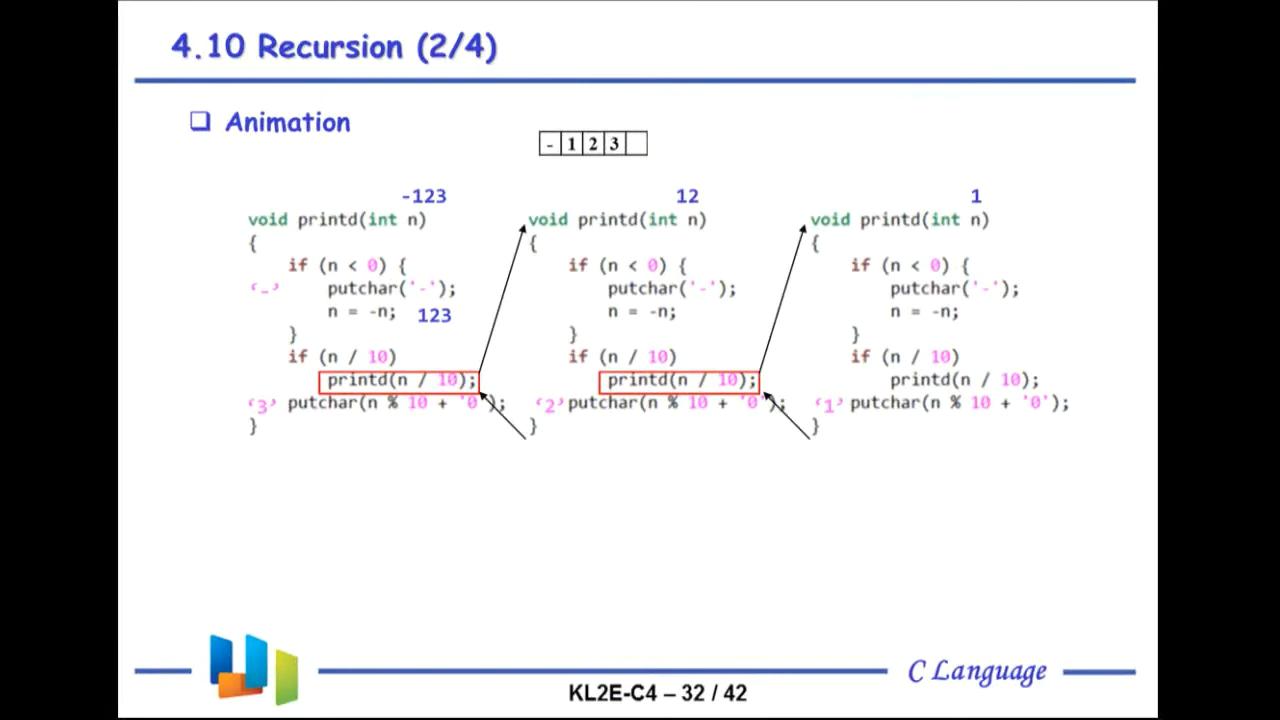 4.10 Recursion (2/4)
❑ Animation
- 1 2 3
-123
void printd(int n)
{
if (n < 0) {
‘-’ putchar('-');
n = -n; 123
}
if (n / 10)
printd(n / 10);
‘3’ putchar(n % 10 + '0');
}
12
void printd(int n)
{
if (n < 0) {
putchar('-');
n = -n;
}
if (n / 10)
printd(n / 10);
‘2’ putchar(n % 10 + '0');
}
1
void printd(int n)
{
if (n < 0) {
putchar('-');
n = -n;
}
if (n / 10)
printd(n / 10);
‘1’ putchar(n % 10 + '0');
}
C Language
KL2E-C4 – 32 / 42